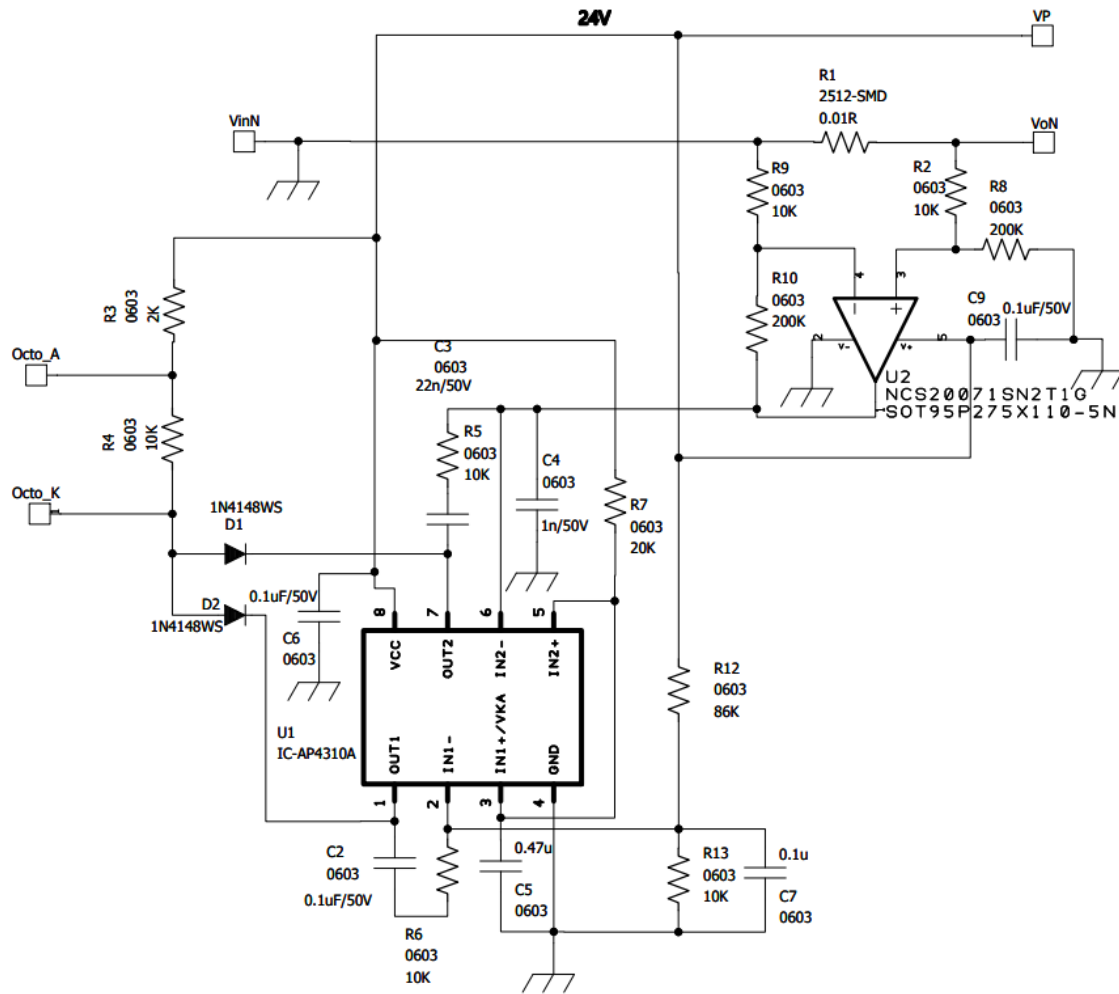 24V
VP
R1
2512-SMD
0.01R
VinN
VoN
R9
0603
10K
R2
0603
10K
R8
0603
200K
R3
0603
2K
R10
0603
200K
4
3
2
5
V-
V+
1
C9
0603
0.1uF/50V
U2
NCS20071SN2T1G
SOT95P275X110-5N
Octo_A
C3
0603
22n/50V
R4
0603
10K
R5
0603
10K
C4
0603
1n/50V
R7
0603
20K
Octo_K
1
1N4148WS
D1
D2
1N4148WS
0.1uF/50V
C6
0603
8
7
6
5
VCC
OUT2
IN2-
IN2+
U1
IC-AP4310A
OUT1
IN1-
IN1+/VKA
GND
1
2
3
4
R12
0603
86K
C2
0603
0.1uF/50V
R6
0603
10K
0.47u
C5
0603
R13
0603
10K
0.1u
C7
0603